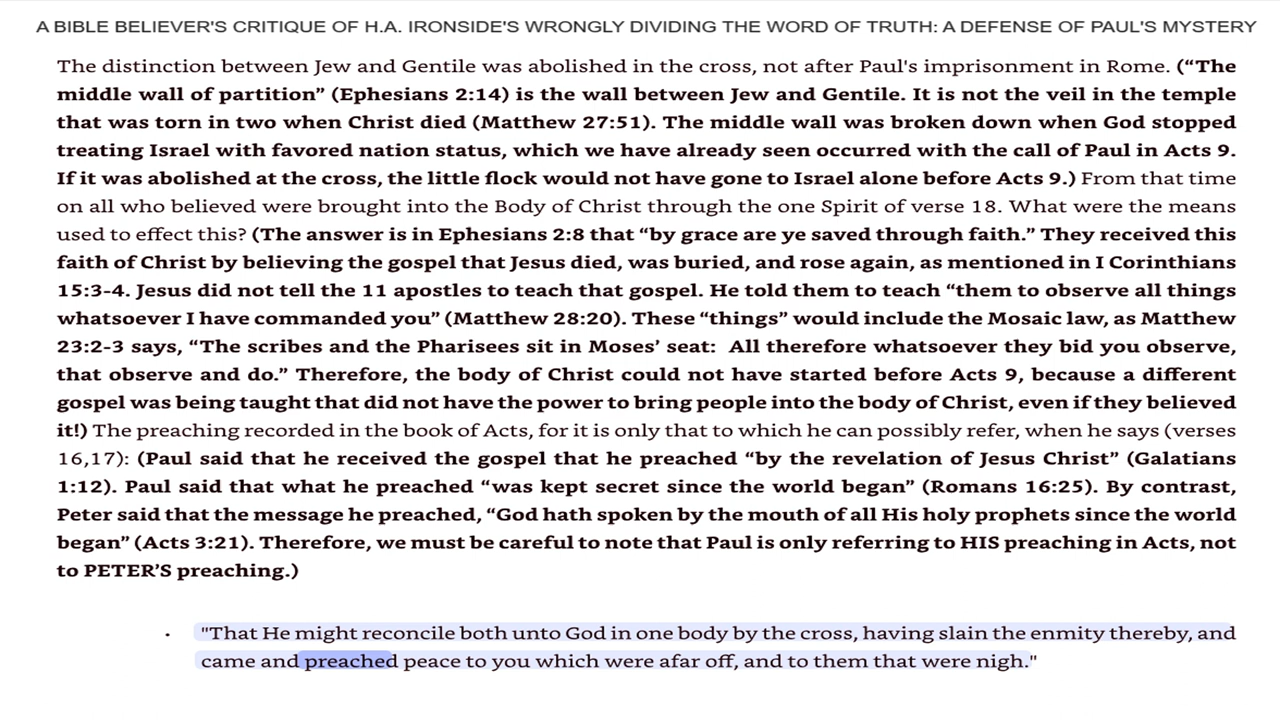 A BIBLE BELIEVER'S CRITIQUE OF H.A. IRONSIDE'S WRONGLY DIVIDING THE WORD OF TRUTH: A DEFENSE OF PAUL'S MYSTERY
The distinction between Jew and Gentile was abolished in the cross, not after Paul's imprisonment in Rome. (“The
middle wall of partition” (Ephesians 2:14) is the wall between Jew and Gentile. It is not the veil in the temple
that was torn in two when Christ died (Matthew 27:51). The middle wall was broken down when God stopped
treating Israel with favored nation status, which we have already seen occurred with the call of Paul in Acts 9.
If it was abolished at the cross, the little flock would not have gone to Israel alone before Acts 9.) From that time
on all who believed were brought into the Body of Christ through the one Spirit of verse 18. What were the means
used to effect this? (The answer is in Ephesians 2:8 that “by grace are ye saved through faith.” They received this
faith of Christ by believing the gospel that Jesus died, was buried, and rose again, as mentioned in I Corinthians
15:3-4. Jesus did not tell the 11 apostles to teach that gospel. He told them to teach “them to observe all things
whatsoever I have commanded you” (Matthew 28:20). These “things” would include the Mosaic law, as Matthew
23:2-3 says, “The scribes and the Pharisees sit in Moses’ seat:  All therefore whatsoever they bid you observe,
that observe and do.” Therefore, the body of Christ could not have started before Acts 9, because a different
gospel was being taught that did not have the power to bring people into the body of Christ, even if they believed
it!) The preaching recorded in the book of Acts, for it is only that to which he can possibly refer, when he says (verses
16,17): (Paul said that he received the gospel that he preached “by the revelation of Jesus Christ” (Galatians
1:12). Paul said that what he preached “was kept secret since the world began” (Romans 16:25). By contrast,
Peter said that the message he preached, “God hath spoken by the mouth of all His holy prophets since the world
began” (Acts 3:21). Therefore, we must be careful to note that Paul is only referring to HIS preaching in Acts, not
to PETER’S preaching.)
· "That He might reconcile both unto God in one body by the cross, having slain the enmity thereby, and
came and preached peace to you which were afar off, and to them that were nigh."